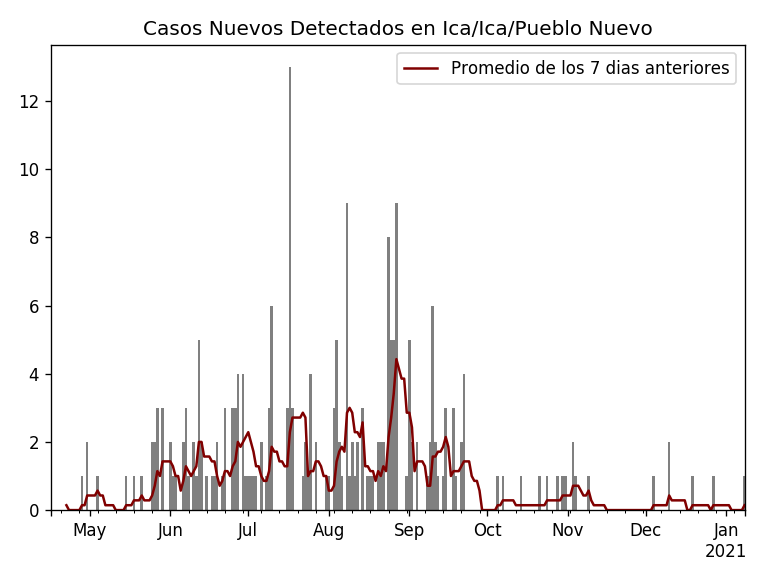 Casos Nuevos Detectados en Ica/Ica/Pueblo Nuevo
Promedio de los 7 dias anteriores
12
10
8
6
4
2
0
May Jun Jul Aug Sep Oct Nov Dec Jan
2021